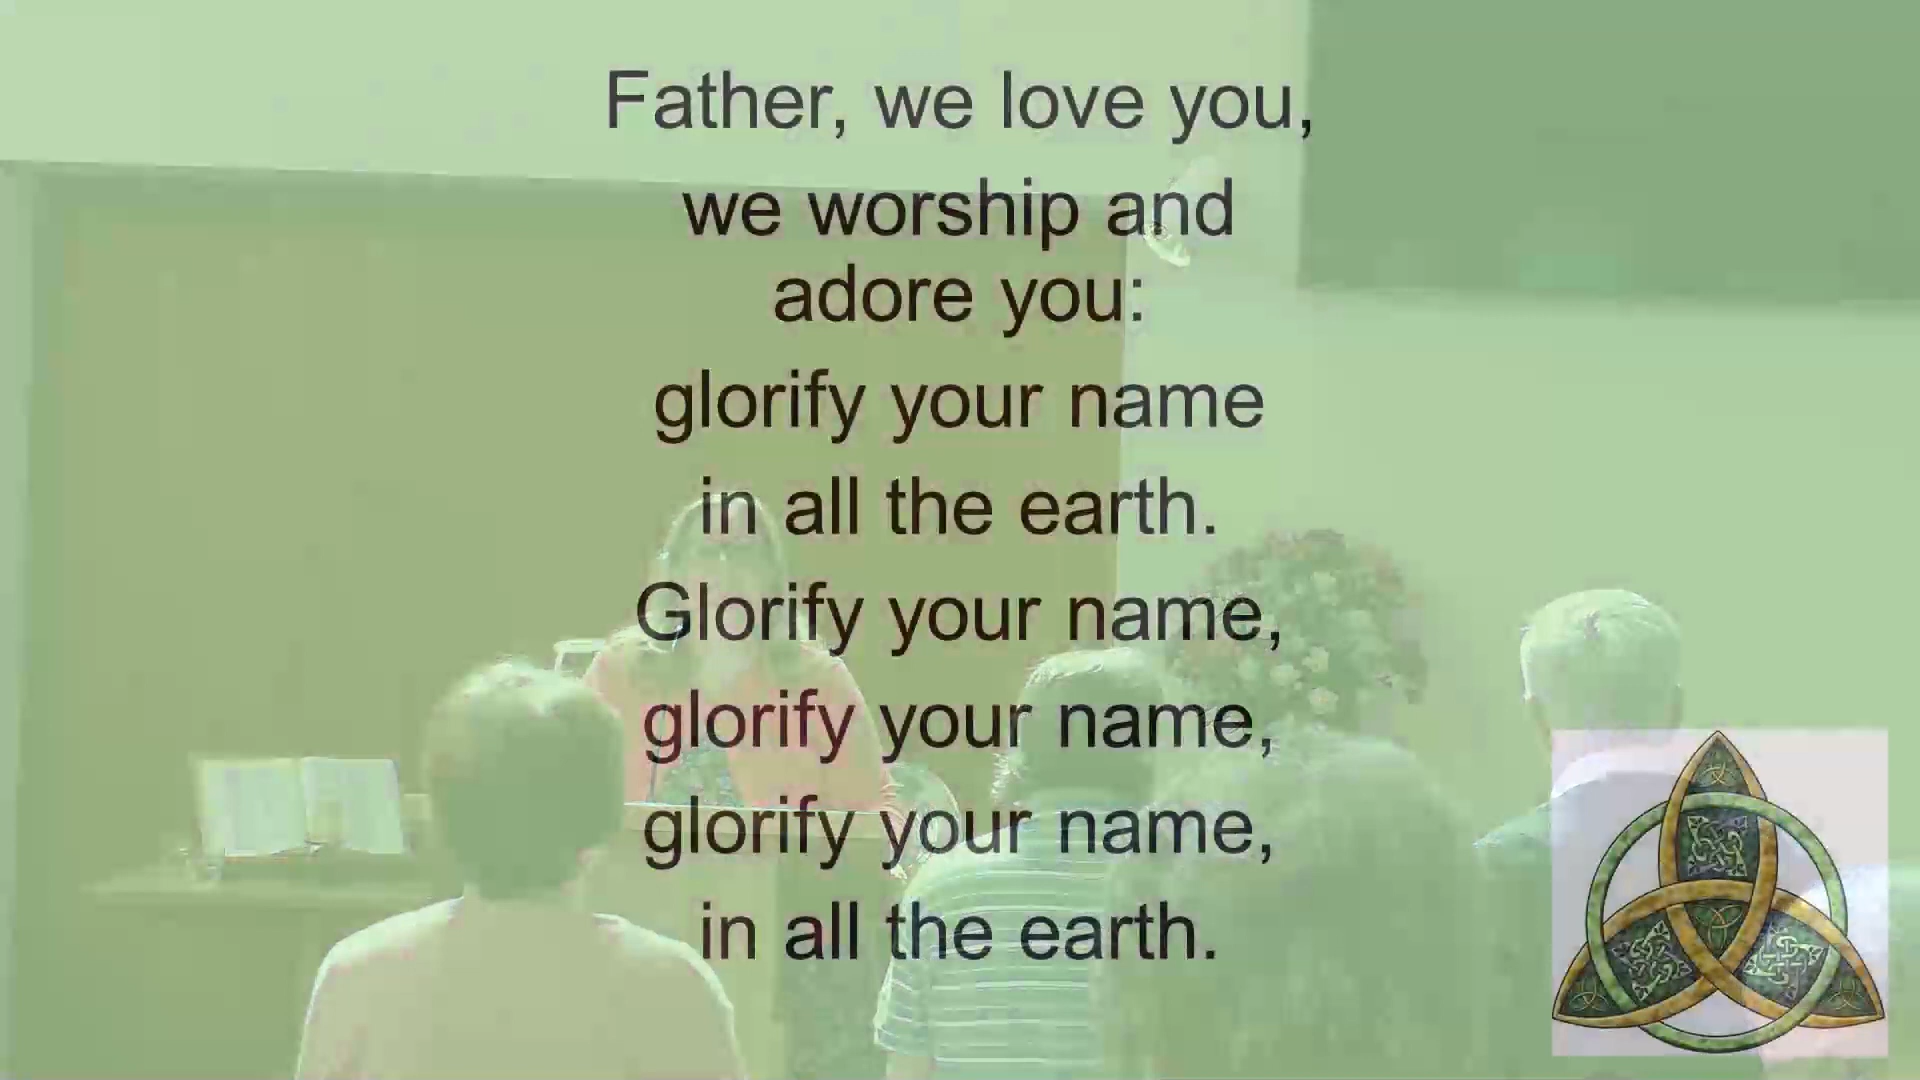 Father, we love you,
we worship and
adore you:
glorify your name
in all the earth.
Glorify your name,
glorify your name,
glorify your name,
in all the earth.